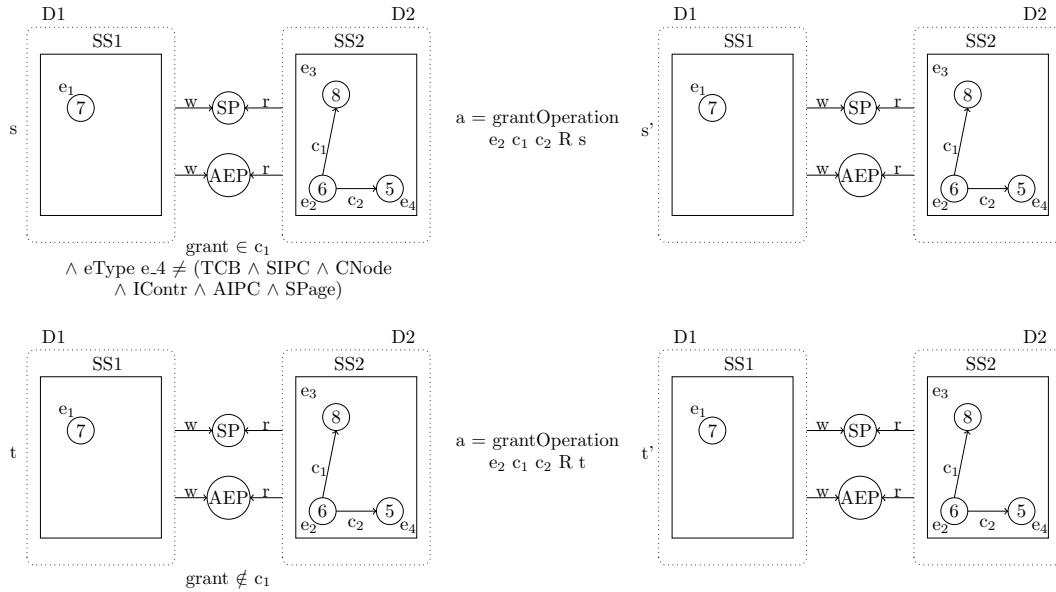 D1 D2 D1 D2
SS1 SS2 SS1 SS2
e₃ e₃
e₁ 8 e₁ 8
7 w SP r 7 w SP r
a = grantOperation
s e₂ c₁ c₂ R s s'
c₁ c₁
w AEP r w AEP r
6 5 6 5
e₂ c₂ e₄ e₂ c₂ e₄
grant ∈ c₁
∧ eType e_4 ≠ (TCB ∧ SIPC ∧ CNode
∧ IContr ∧ AIPC ∧ SPage)
D1 D2 D1 D2
SS1 SS2 SS1 SS2
e₃ e₃
e₁ 8 e₁ 8
7 w SP r 7 w SP r
a = grantOperation
t e₂ c₁ c₂ R t t'
c₁ c₁
w AEP r w AEP r
6 5 6 5
e₂ c₂ e₄ e₂ c₂ e₄
grant ∉ c₁